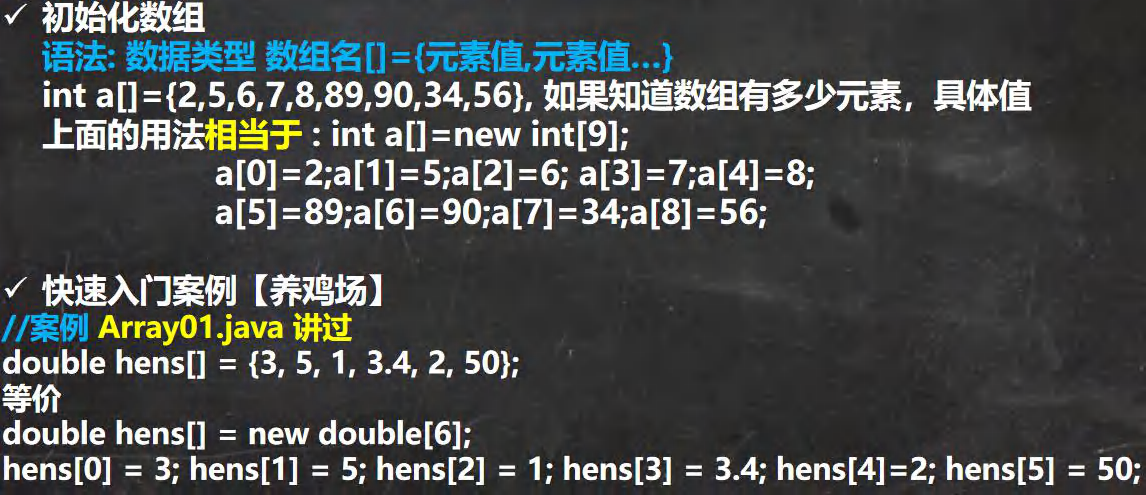 ✓ 初始化数组
语法: 数据类型 数组名[]={元素值,元素值...}
int a[]={2,5,6,7,8,89,90,34,56}, 如果知道数组有多少元素，具体值
上面的用法相当于 : int a[]=new int[9];
a[0]=2;a[1]=5;a[2]=6; a[3]=7;a[4]=8;
a[5]=89;a[6]=90;a[7]=34;a[8]=56;
✓ 快速入门案例【养鸡场】
//案例 Array01.java 讲过
double hens[] = {3, 5, 1, 3.4, 2, 50};
等价
double hens[] = new double[6];
hens[0] = 3; hens[1] = 5; hens[2] = 1; hens[3] = 3.4; hens[4]=2; hens[5] = 50;